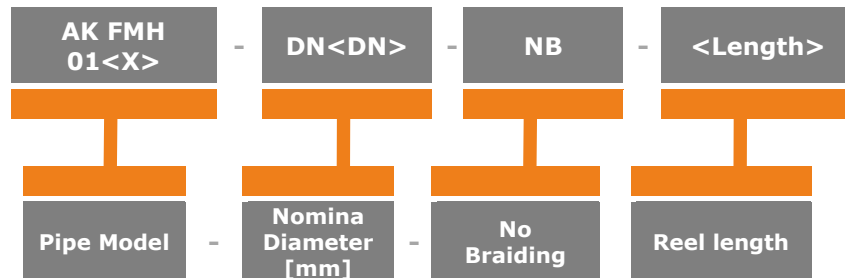 AK FMH
01<X>
-
DN<DN>
-
NB
-
<Length>
Pipe Model
-
Nomina
Diameter
[mm]
-
No
Braiding
Reel length